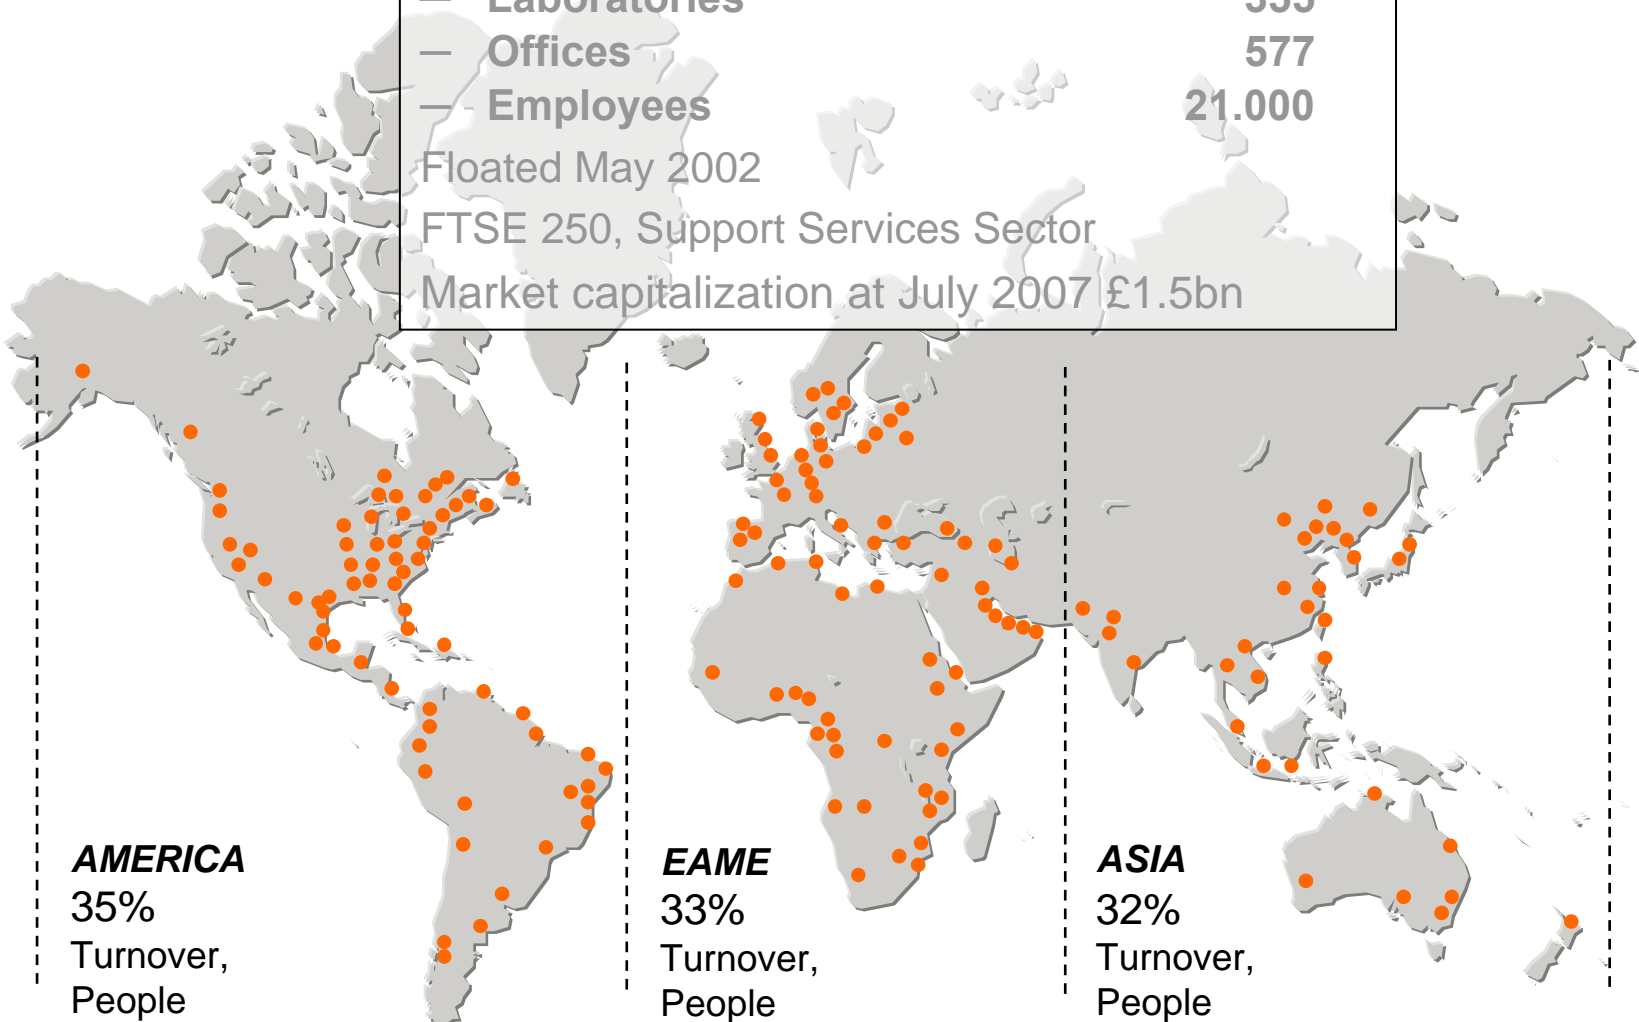 — Laboratories
— Offices 577
— Employees 21.000
Floated May 2002
FTSE 250, Support Services Sector
Market capitalization at July 2007 £1.5bn
AMERICA
35%
Turnover,
People
EAME
33%
Turnover,
People
ASIA
32%
Turnover,
People